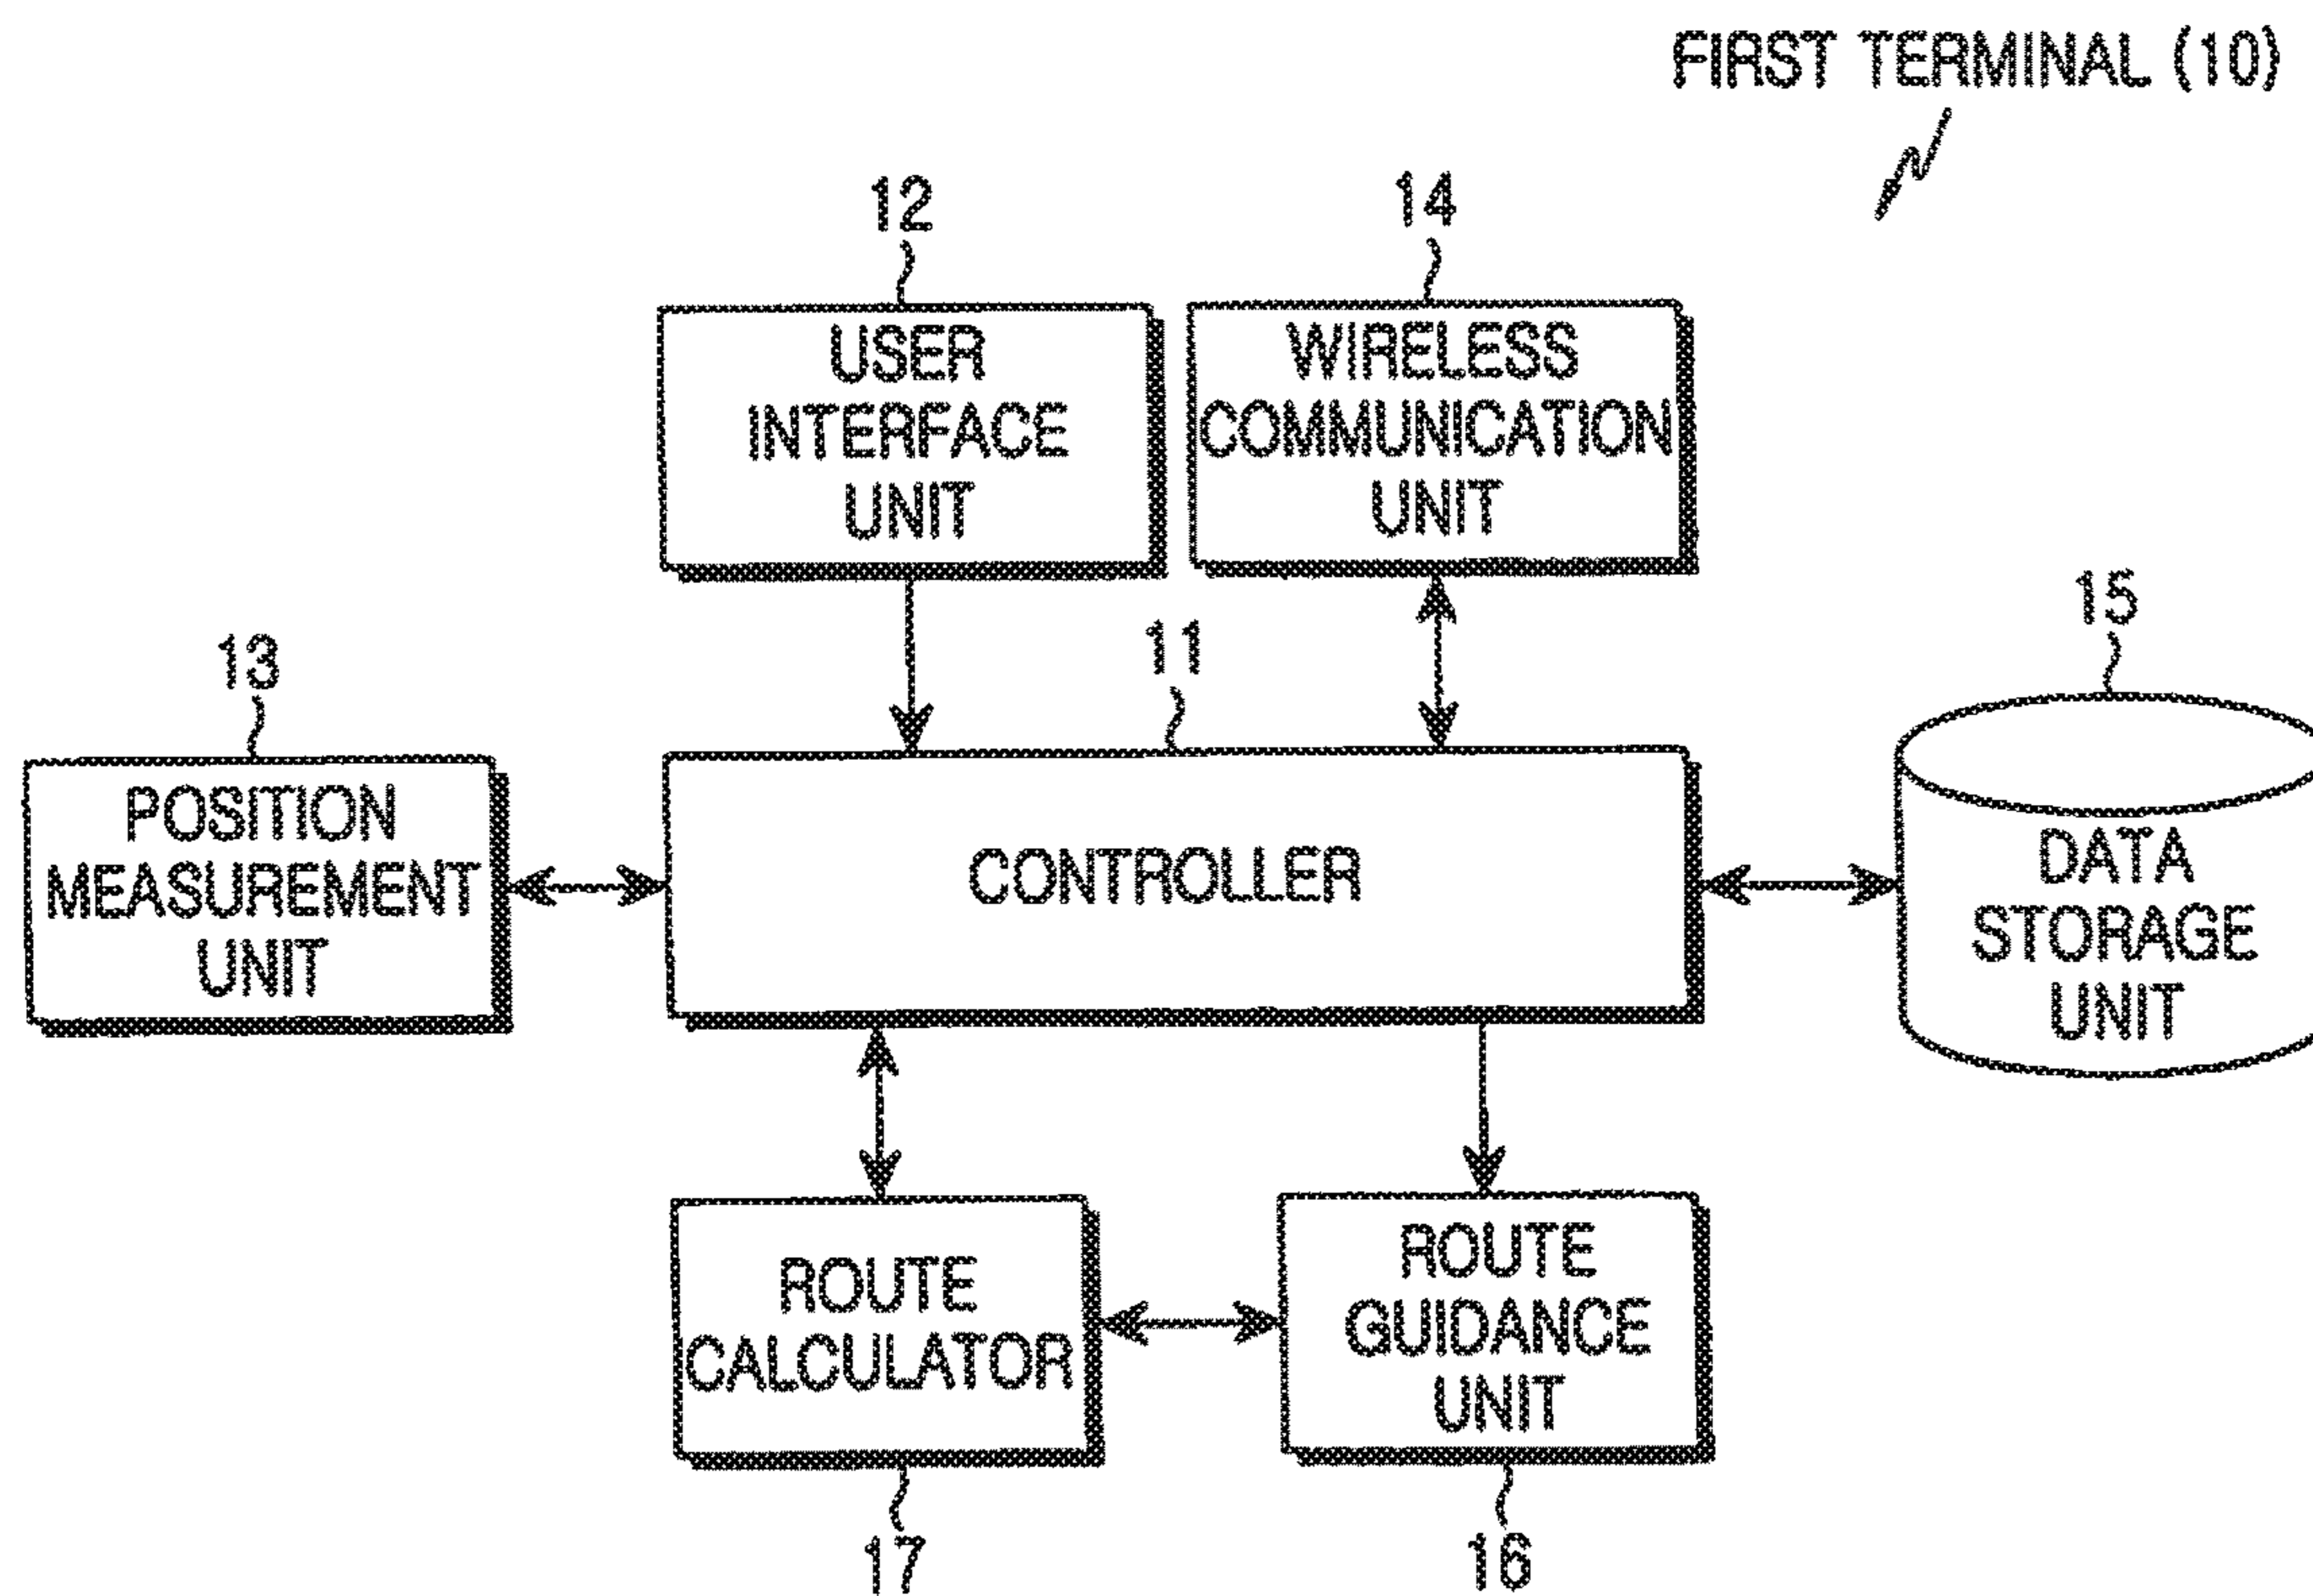 FIRST TERMINAL (10)
12
14
USER
INTERFACE
UNIT
WIRELESS
COMMUNICATION
UNIT
13
11
15
POSITION
MEASUREMENT
UNIT
CONTROLLER
DATA
STORAGE
UNIT
ROUTE
CALCULATOR
ROUTE
GUIDANCE
UNIT
17
16